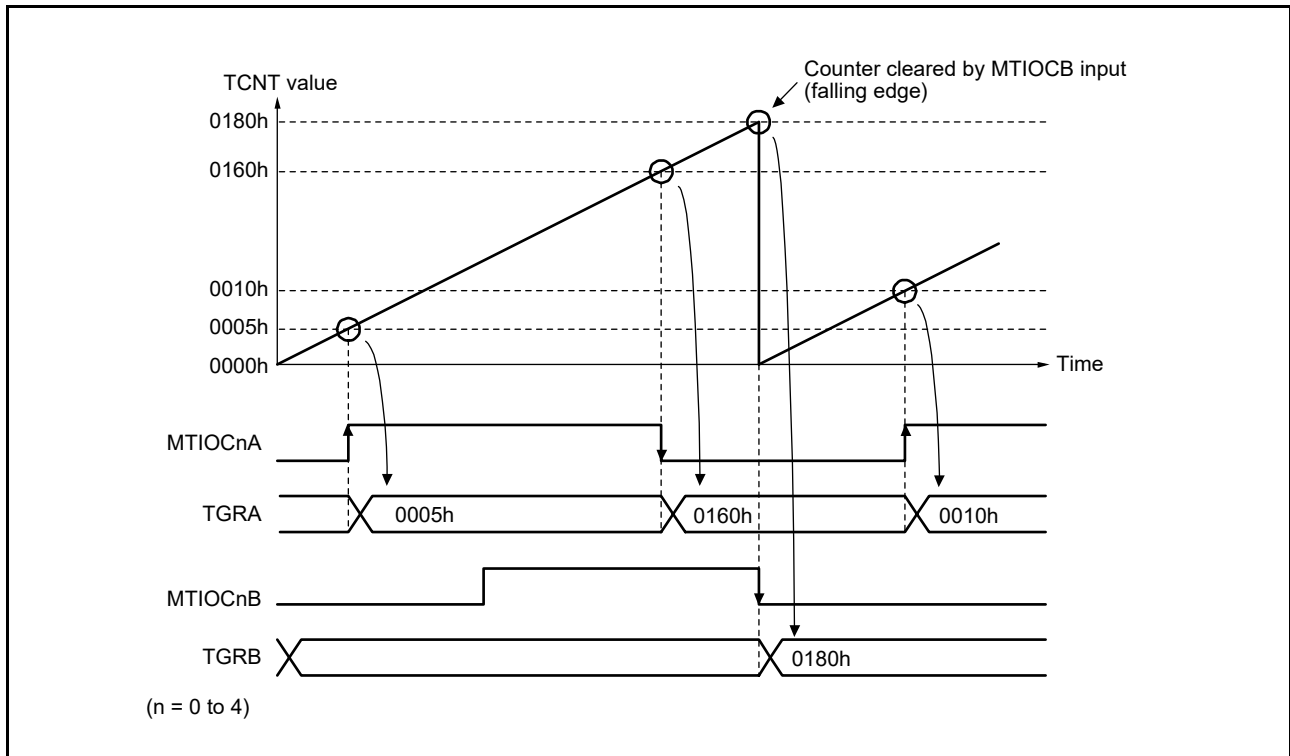 TCNT value
Counter cleared by MTIOCB input
(falling edge)
0180h
0160h
0010h
0005h
0000h
Time
MTIOCnA
TGRA
0005h
0160h
0010h
MTIOCnB
TGRB
0180h
(n = 0 to 4)